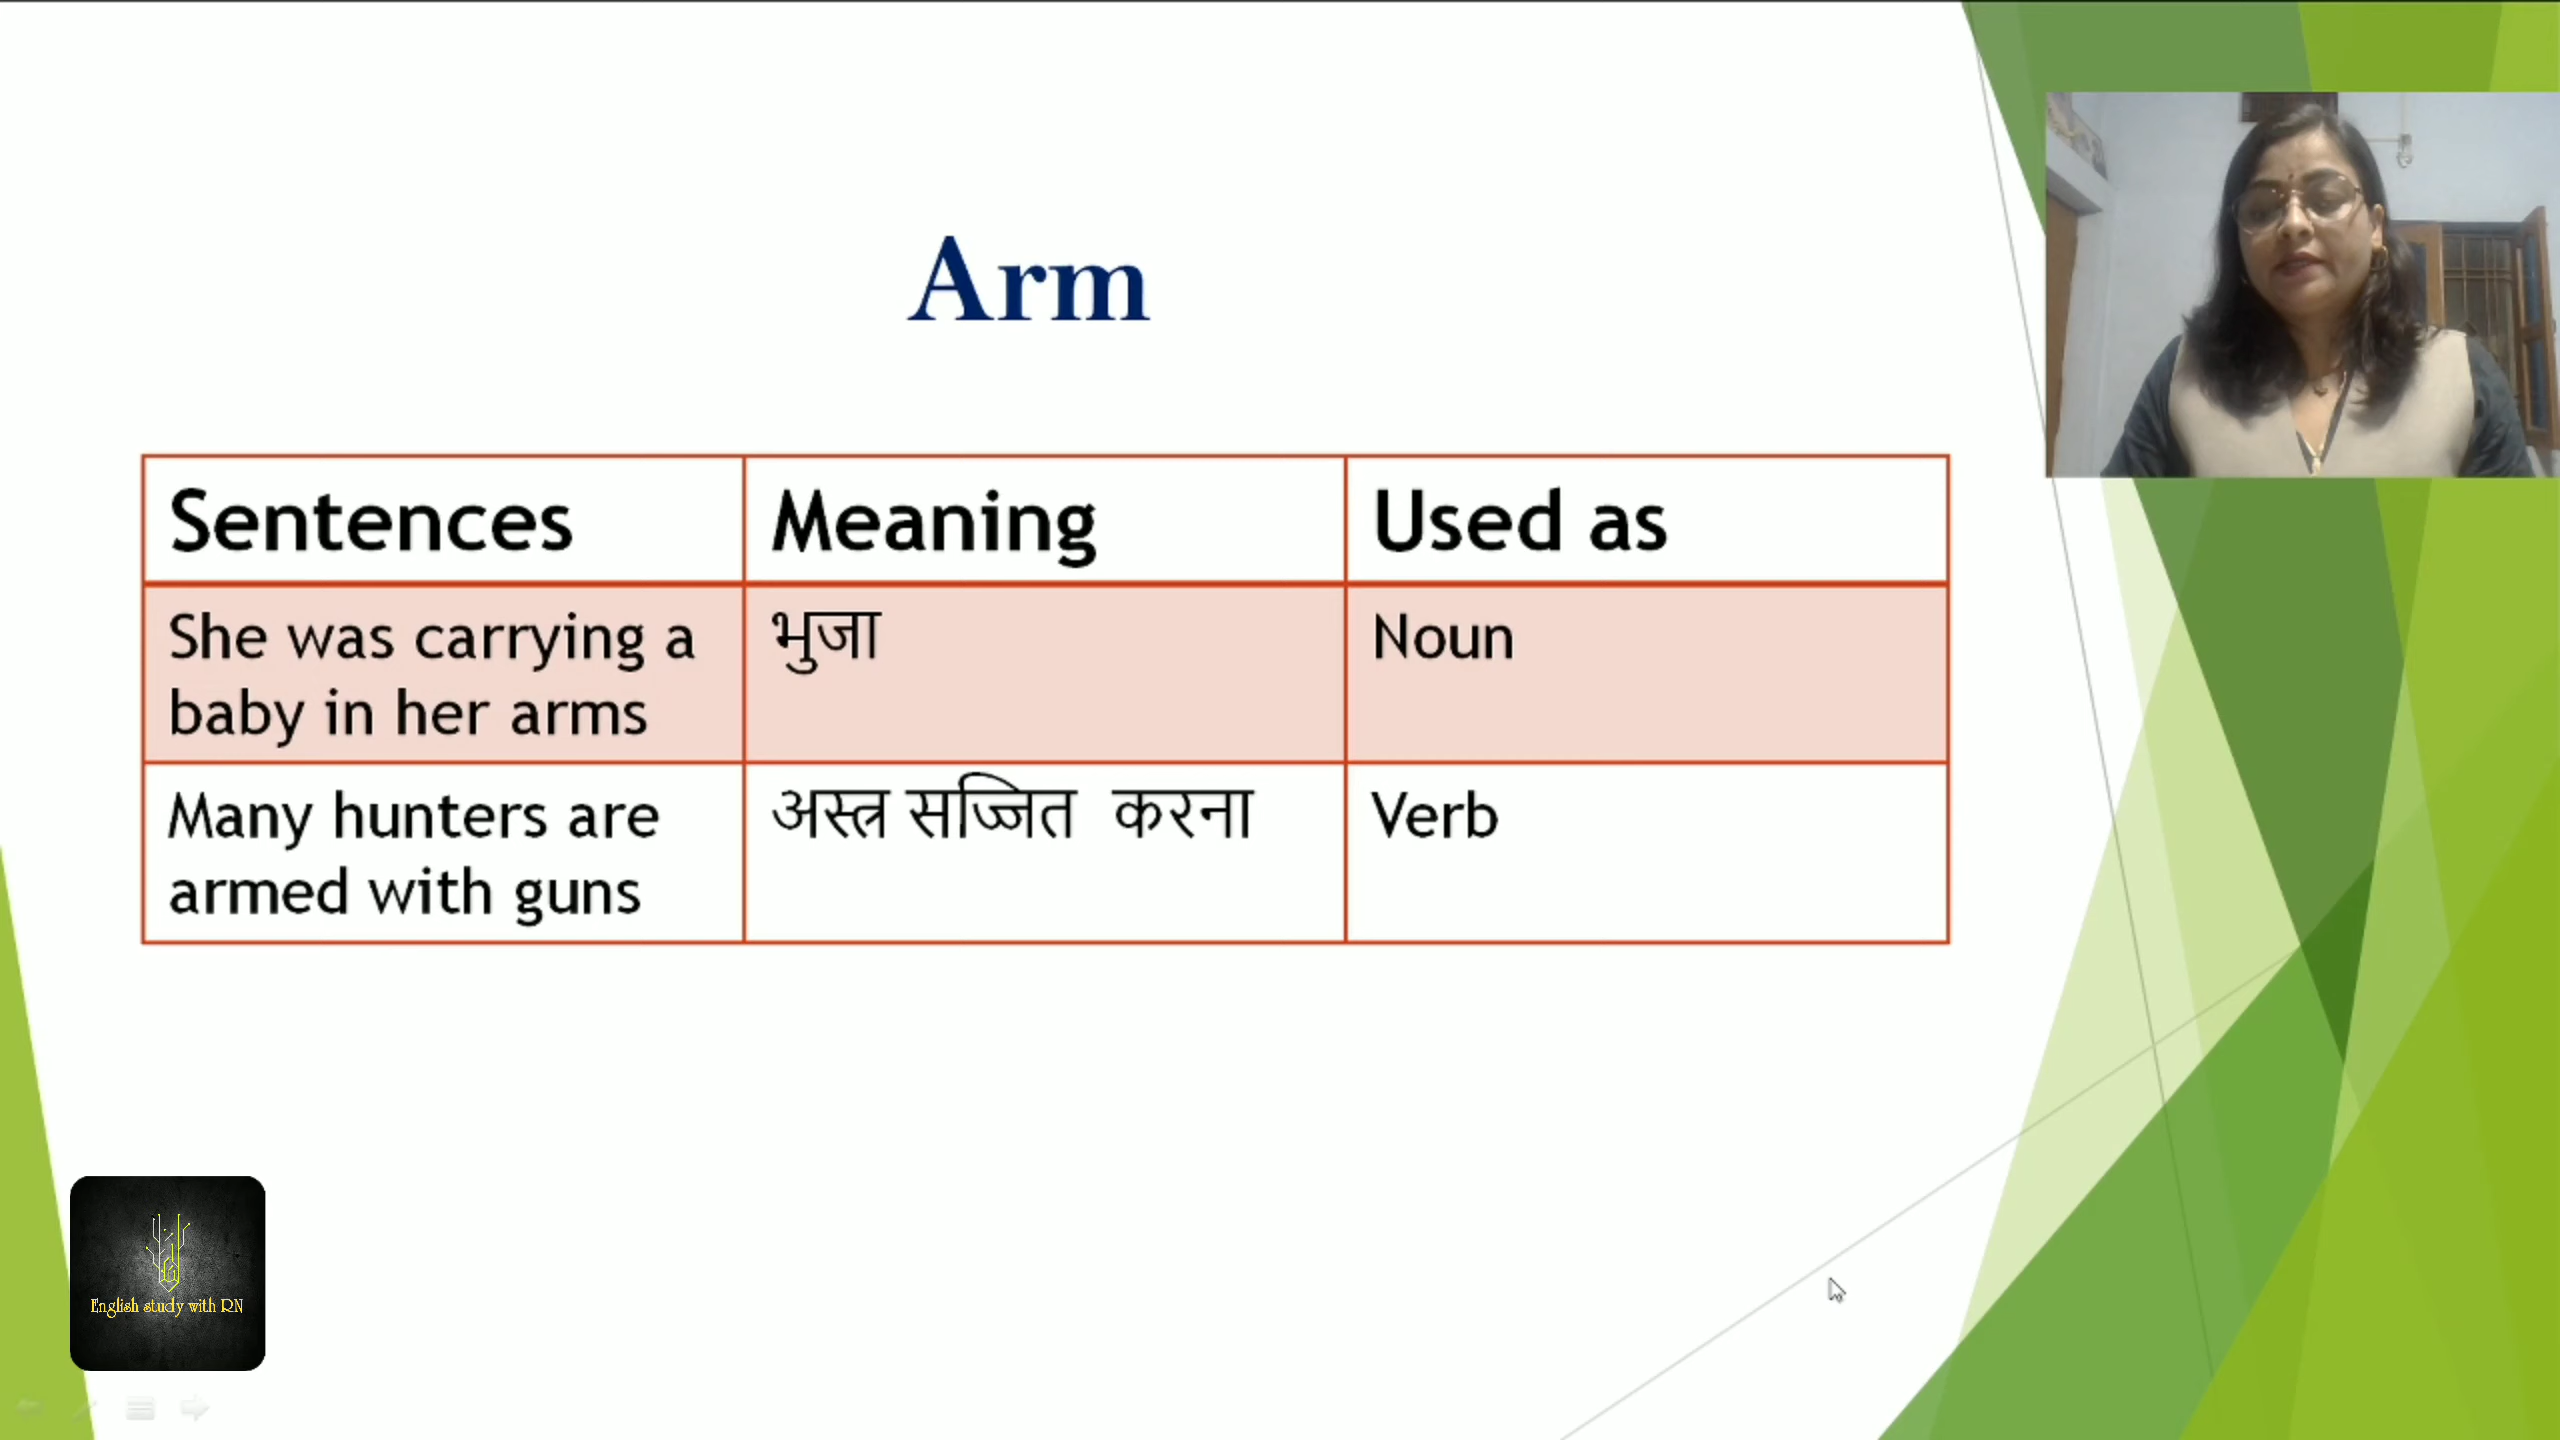 Arm
Sentences Meaning Used as
She was carrying a भुजा Noun
baby in her arms
Many hunters are अस्त्र सज्जित करना Verb
armed with guns
English study with RN